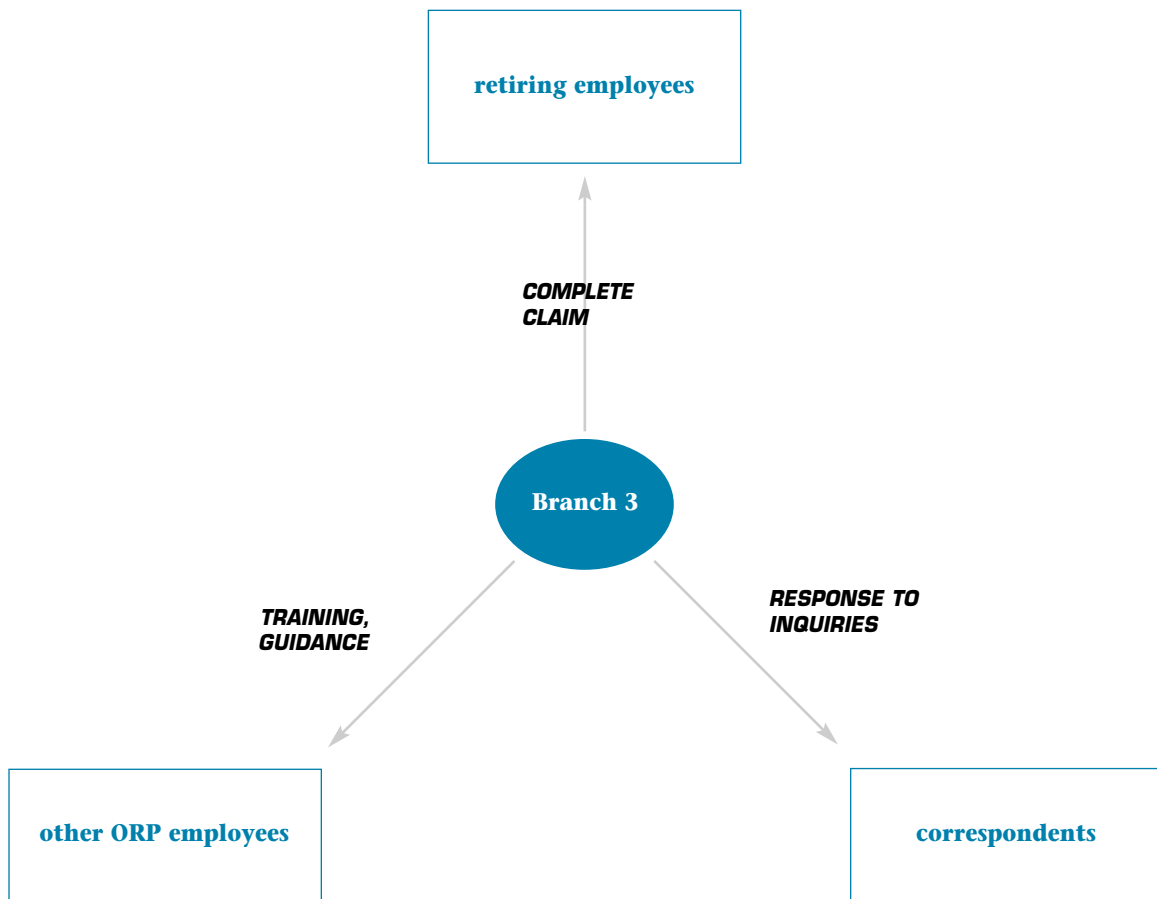 retiring employees
COMPLETE
CLAIM
Branch 3
TRAINING,
GUIDANCE
RESPONSE TO
INQUIRIES
other ORP employees
correspondents